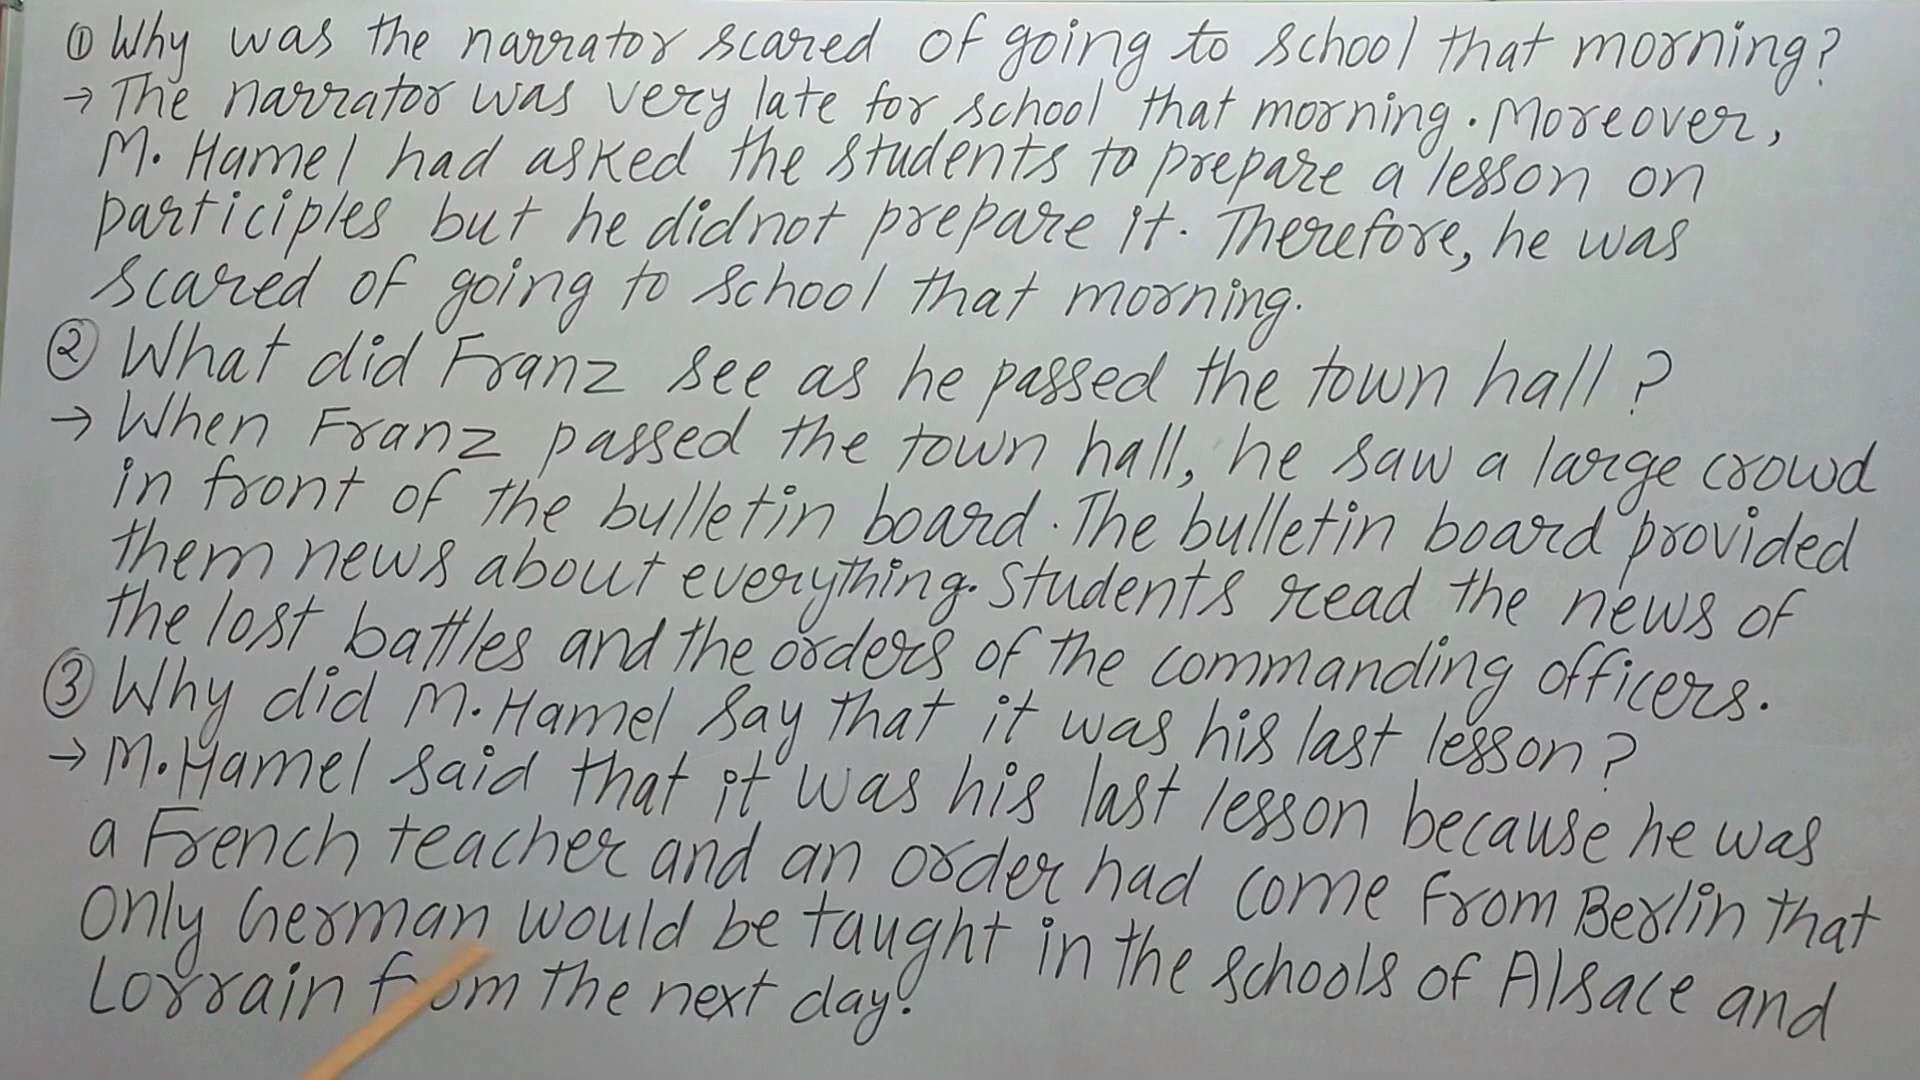 ① Why was the narrator scared of going to school that morning?
→ The narrator was very late for school that morning. Moreover,
M. Hamel had asked the students to prepare a lesson on
participles but he didnot prepare it. Therefore, he was
scared of going to school that morning.
② What did Franz see as he passed the town hall?
→ When Franz passed the town hall, he saw a large crowd
in front of the bulletin board. The bulletin board provided
them news about everything. Students read the news of
the lost battles and the orders of the commanding officers.
③ Why did M. Hamel say that it was his last lesson?
→ M. Hamel said that it was his last lesson because he was
a French teacher and an order had come from Berlin that
only German would be taught in the schools of Alsace and
Lorrain from the next day.